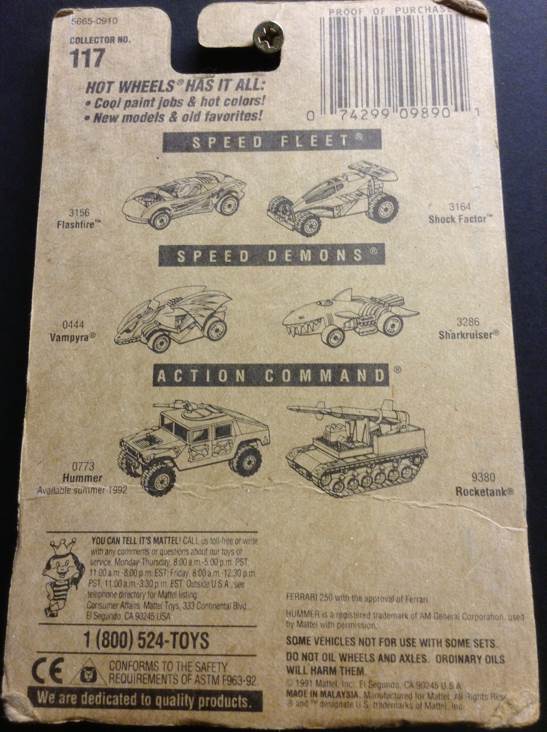 5665-0910
PROOF OF PURCHASE
COLLECTOR NO.
117
HOT WHEELS® HAS IT ALL:
• Cool paint jobs & hot colors!
• New models & old favorites!
0 74299 09890 1
SPEED FLEET®
3156
Flashfire™
3164
Shock Factor™
SPEED DEMONS®
0444
Vampyra®
3286
Sharkruiser®
ACTION COMMAND®
0773
Hummer
Available summer 1992
9380
Rocketank®
YOU CAN TELL IT'S MATTEL! CALL us toll-free or write
with any comments or questions about our toys or
service. Monday-Thursday, 8:00 a.m.-5:00 p.m. PST,
11:00 a.m.-8:00 p.m. EST; Friday, 8:00 a.m.-12:30 p.m.
PST, 11:00 a.m.-3:30 p.m. EST. Outside U.S.A., see
telephone directory for Mattel listing.
Consumer Affairs, Mattel Toys, 333 Continental Blvd.,
El Segundo, CA 90245 USA
1 (800) 524-TOYS
CE
CONFORMS TO THE SAFETY
REQUIREMENTS OF ASTM F963-92.
We are dedicated to quality products.
FERRARI 250 with the approval of Ferrari.
HUMMER is a registered trademark of AM General Corporation, used
by Mattel with permission.
SOME VEHICLES NOT FOR USE WITH SOME SETS.
DO NOT OIL WHEELS AND AXLES. ORDINARY OILS
WILL HARM THEM.
© 1991 Mattel, Inc., El Segundo, CA 90245 U.S.A.
MADE IN MALAYSIA. Manufactured for Mattel. All Rights
® and ™ designate U.S. trademarks of Mattel, Inc.